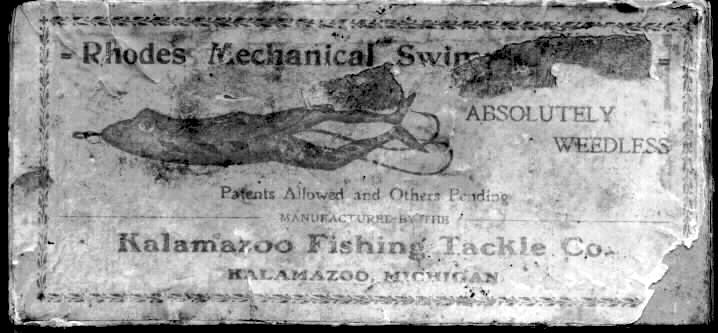 Rhodes Mechanical
ABSOLUTELY
WEEDLESS
Patents Allowed and Others Pending
MANUFACTURED BY THE
Kalamazoo Fishing Tackle Co.
KALAMAZOO, MICHIGAN